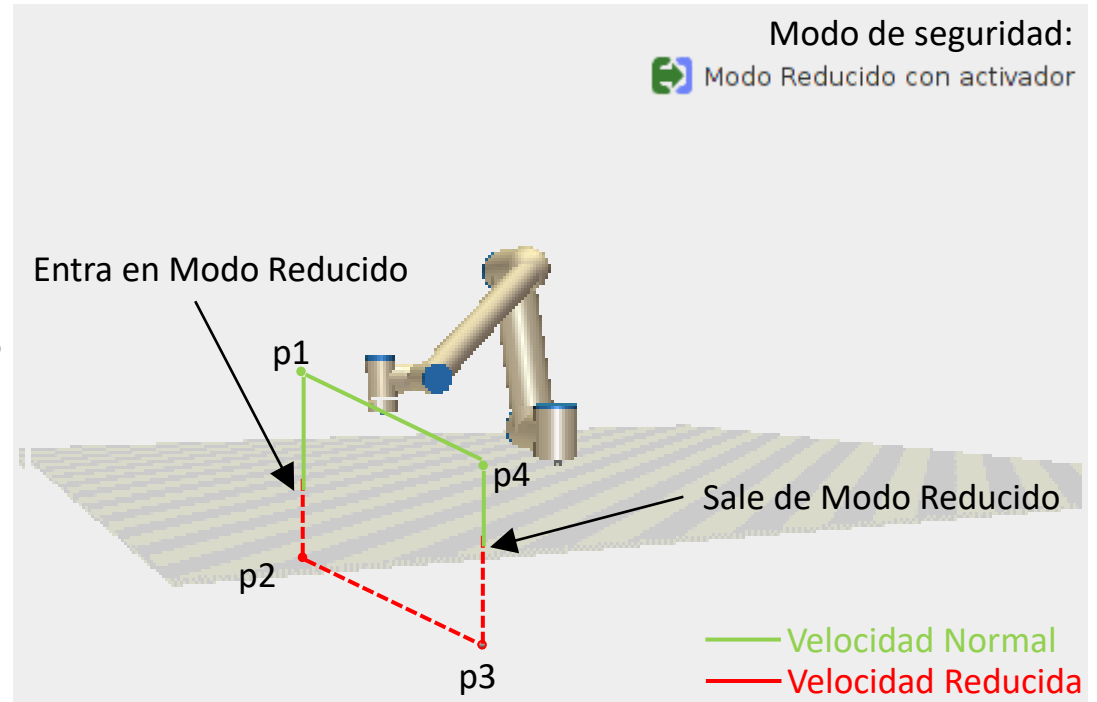 Modo de seguridad:
Modo Reducido con activador
Entra en Modo Reducido
p1
p4
Sale de Modo Reducido
p2
p3
Velocidad Normal
Velocidad Reducida